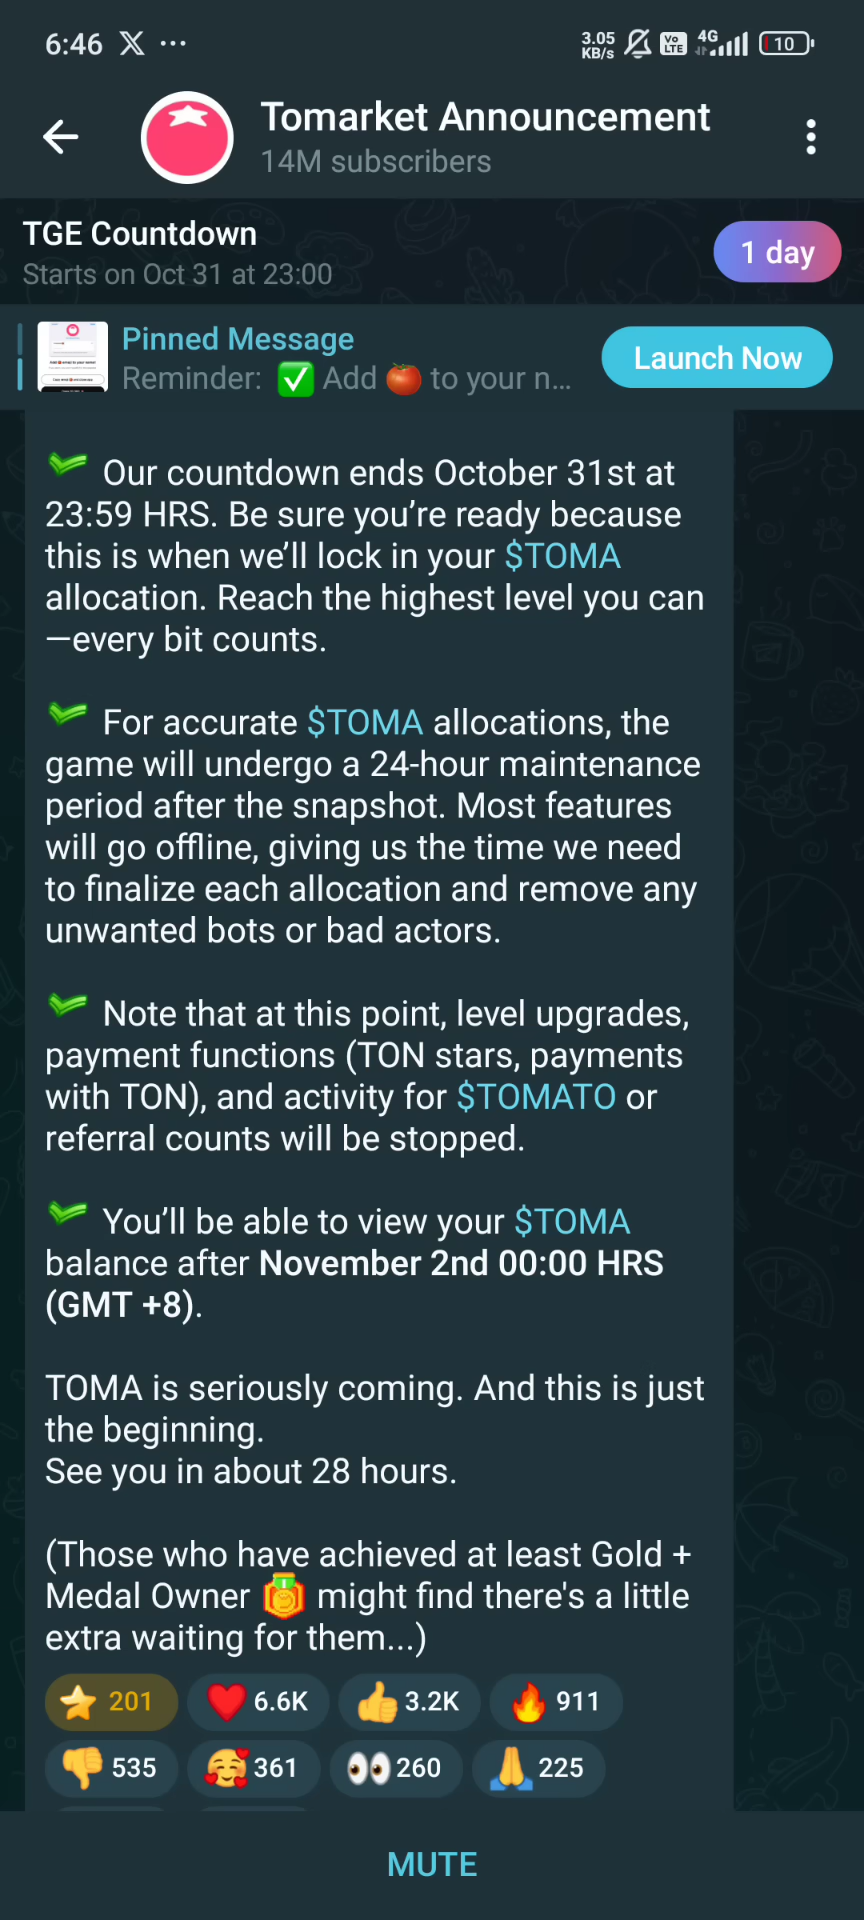 6:46 X ...
3.05 KB/s Vo LTE 4G 10
Tomarket Announcement
14M subscribers
TGE Countdown
Starts on Oct 31 at 23:00
1 day
Pinned Message
Reminder: ✅ Add 🍅 to your n...
Launch Now
Our countdown ends October 31st at
23:59 HRS. Be sure you’re ready because
this is when we’ll lock in your $TOMA
allocation. Reach the highest level you can
—every bit counts.
For accurate $TOMA allocations, the
game will undergo a 24-hour maintenance
period after the snapshot. Most features
will go offline, giving us the time we need
to finalize each allocation and remove any
unwanted bots or bad actors.
Note that at this point, level upgrades,
payment functions (TON stars, payments
with TON), and activity for $TOMATO or
referral counts will be stopped.
You’ll be able to view your $TOMA
balance after November 2nd 00:00 HRS
(GMT +8).
TOMA is seriously coming. And this is just
the beginning.
See you in about 28 hours.
(Those who have achieved at least Gold +
Medal Owner 🏅 might find there's a little
extra waiting for them...)
⭐ 201 ❤️ 6.6K 👍 3.2K 🔥 911
👎 535 🥰 361 👀 260 🙏 225
MUTE